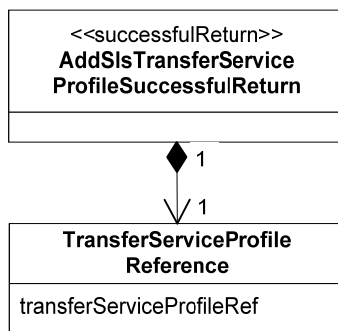 <<successfulReturn>>
AddSlsTransferService
ProfileSuccessfulReturn
1
1
TransferServiceProfile
Reference
transferServiceProfileRef